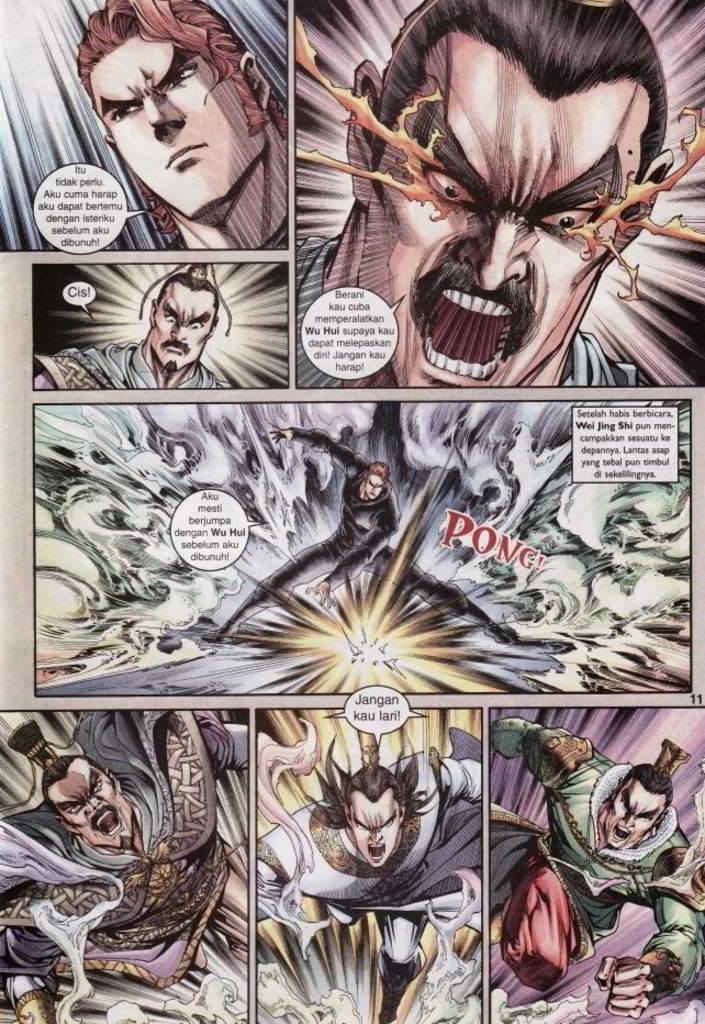 Itu
tidak perlu.
Aku cuma harap
aku dapat bertemu
dengan isteriku
sebelum aku
dibunuh!
Berani
kau cuba
memperalatkan
Wu Hui supaya kau
dapat melepaskan
diri! Jangan kau
harap!
Cis!
Setelah habis berbicara,
Wei Jing Shi pun men-
campakkan sesuatu ke
depannya. Lantas asap
yang tebal pun timbul
di sekelilingnya.
Aku
mesti
berjumpa
dengan Wu Hui
sebelum aku
dibunuh!
PONG!
11
Jangan
kau lari!